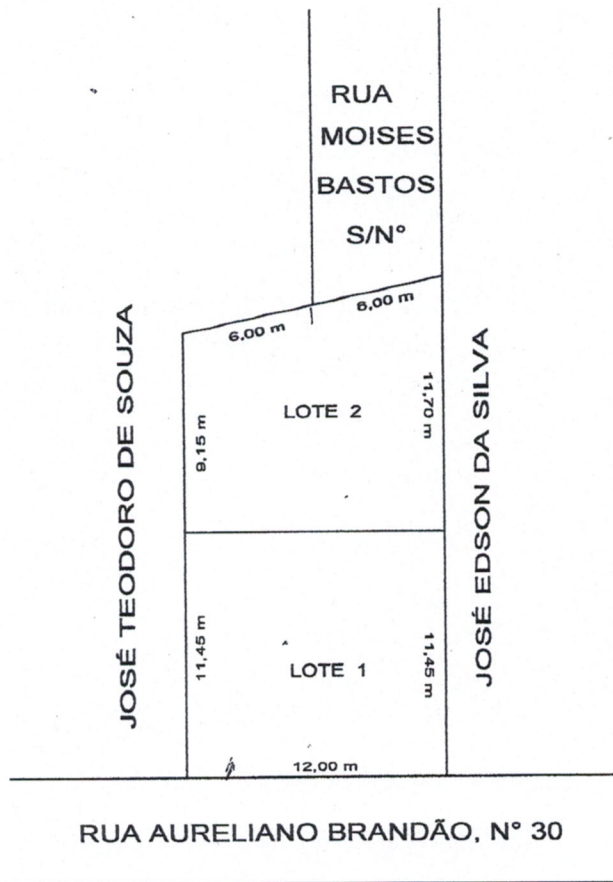 RUA
MOISES
BASTOS
S/N°
6,00 m
6,00 m
JOSÉ TEODORO DE SOUZA
9,15 m
LOTE 2
11,70 m
JOSÉ EDSON DA SILVA
11,45 m
LOTE 1
11,45 m
12,00 m
RUA AURELIANO BRANDÃO, N° 30